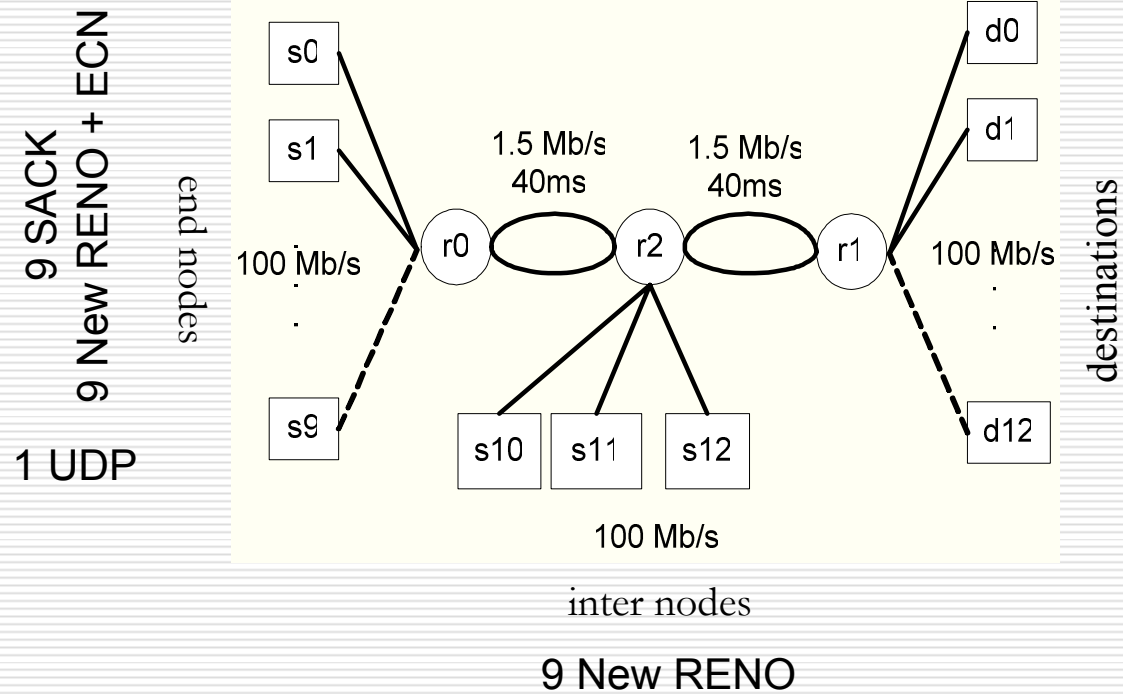 9 SACK
9 New RENO + ECN
1 UDP
end nodes
s0
s1
100 Mb/s
s9
r0
1.5 Mb/s
40ms
r2
1.5 Mb/s
40ms
r1
s10
s11
s12
100 Mb/s
d0
d1
100 Mb/s
d12
destinations
inter nodes
9 New RENO